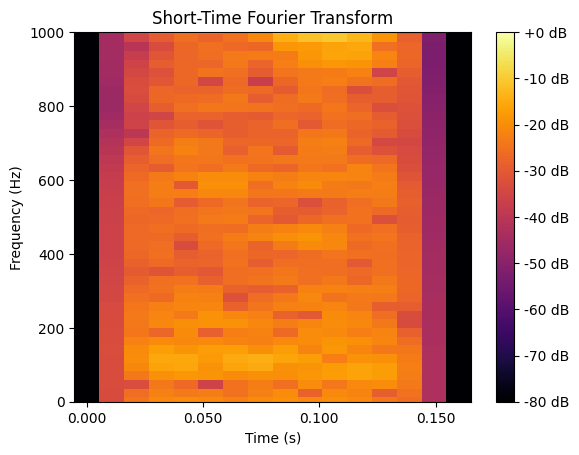 Short-Time Fourier Transform
1000
800
600
400
200
0
Frequency (Hz)
0.000
0.050
0.100
0.150
Time (s)
+0 dB
-10 dB
-20 dB
-30 dB
-40 dB
-50 dB
-60 dB
-70 dB
-80 dB